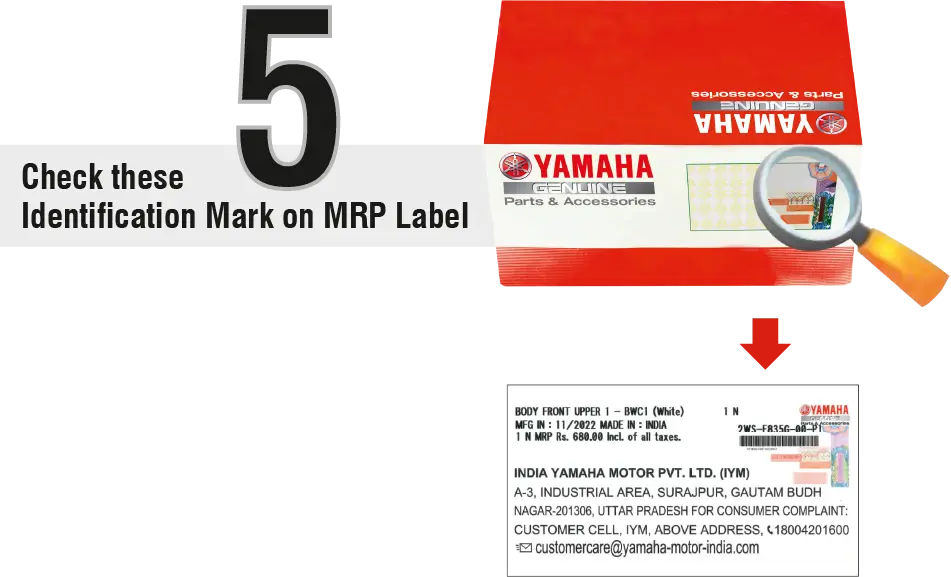 5
Check these
Identification Mark on MRP Label
Parts & Accessories
GENUINE
YAMAHA
YAMAHA
GENUINE
Parts & Accessories
BODY FRONT UPPER 1 - BWC1 (White) 1 N
MFG IN : 11/2022 MADE IN : INDIA
1 N MRP Rs. 680.00 Incl. of all taxes.
YAMAHA
Parts & Accessories
2WS-F835G-00-P1
INDIA YAMAHA MOTOR PVT. LTD. (IYM)
A-3, INDUSTRIAL AREA, SURAJPUR, GAUTAM BUDH
NAGAR-201306, UTTAR PRADESH FOR CONSUMER COMPLAINT:
CUSTOMER CELL, IYM, ABOVE ADDRESS, 18004201600
customercare@yamaha-motor-india.com